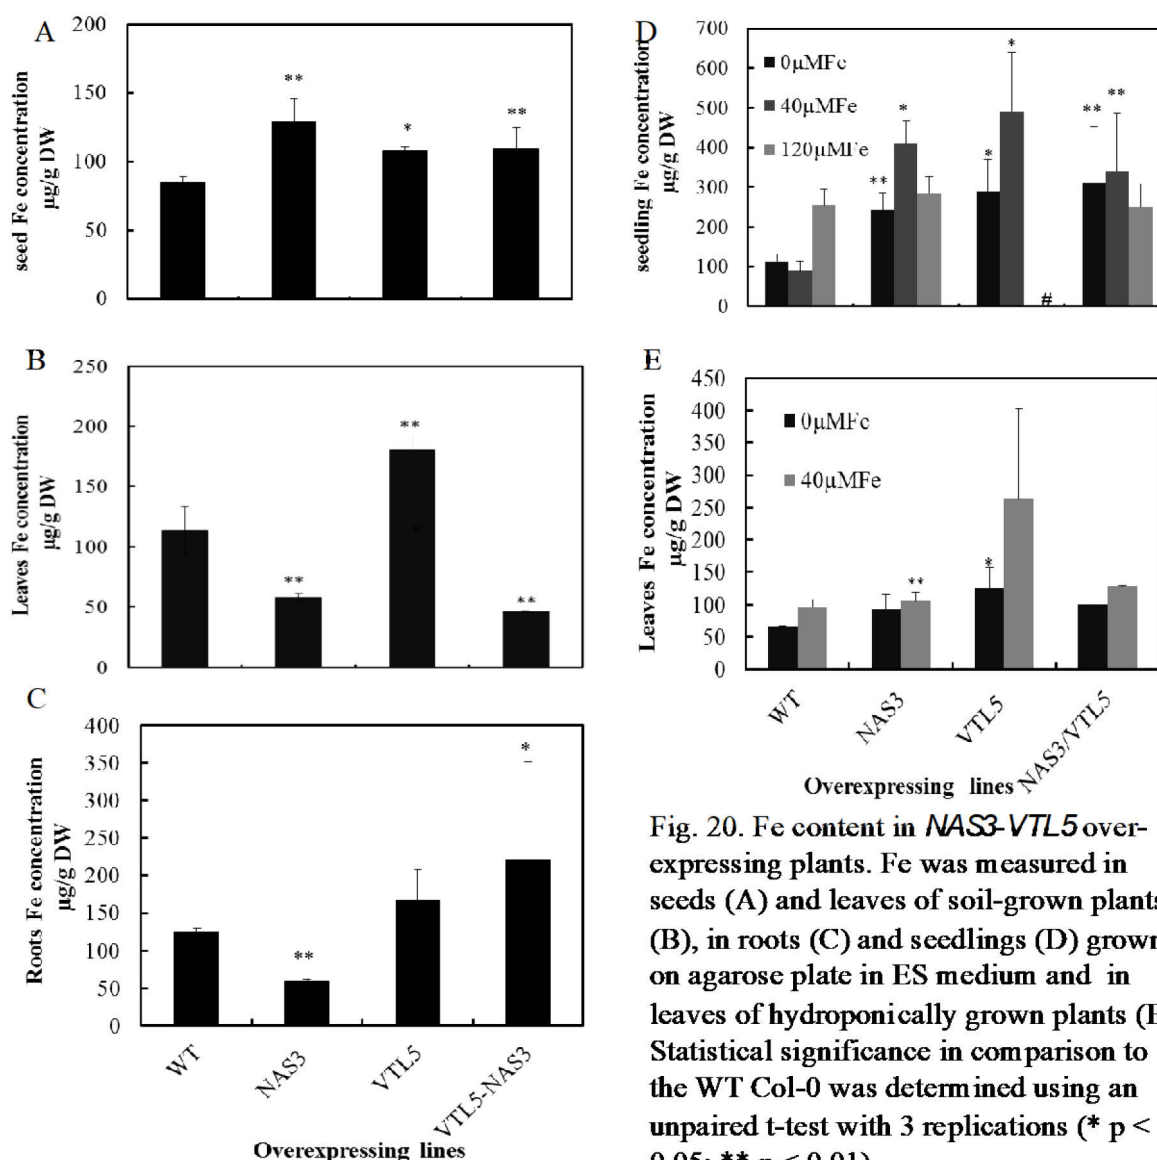 A
200
150
100
50
0
seed Fe concentration
µg/g DW
**
*
**
B
250
200
150
100
50
0
Leaves Fe concentration
µg/g DW
**
**
**
C
400
350
300
250
200
150
100
50
0
Roots Fe concentration
µg/g DW
**
*
WT
NAS3
VTL5
VTL5-NAS3
Overexpressing lines
D
700
600
500
400
300
200
100
0
seedling Fe concentration
µg/g DW
0µMFe
40µMFe
120µMFe
**
*
*
*
#
**
**
E
450
400
350
300
250
200
150
100
50
0
Leaves Fe concentration
µg/g DW
0µMFe
40µMFe
**
*
WT
NAS3
VTL5
NAS3/VTL5
Overexpressing lines
Fig. 20. Fe content in NAS3-VTL5 over-
expressing plants. Fe was measured in
seeds (A) and leaves of soil-grown plants
(B), in roots (C) and seedlings (D) grown
on agarose plate in ES medium and in
leaves of hydroponically grown plants (E
Statistical significance in comparison to
the WT Col-0 was determined using an
unpaired t-test with 3 replications (* p <
0.05; ** p < 0.01)